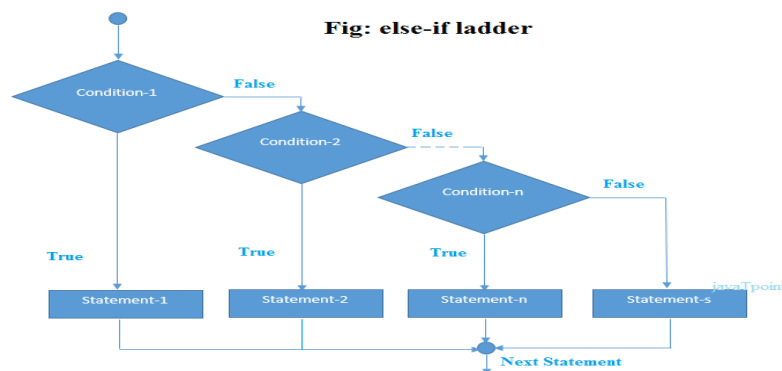 Fig: else-if ladder
Condition-1
False
Condition-2
False
Condition-n
False
True
True
True
Statement-1
Statement-2
Statement-n
Statement-s
javaTpoin
Next Statement